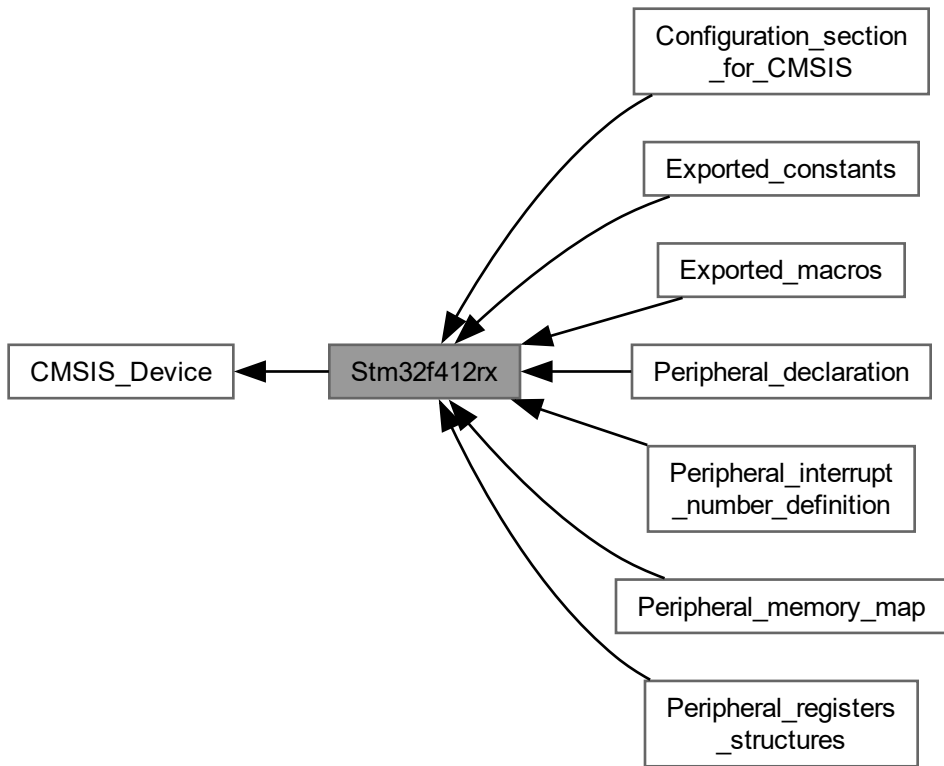 Configuration_section
_for_CMSIS
Exported_constants
Exported_macros
CMSIS_Device
Stm32f412rx
Peripheral_declaration
Peripheral_interrupt
_number_definition
Peripheral_memory_map
Peripheral_registers
_structures